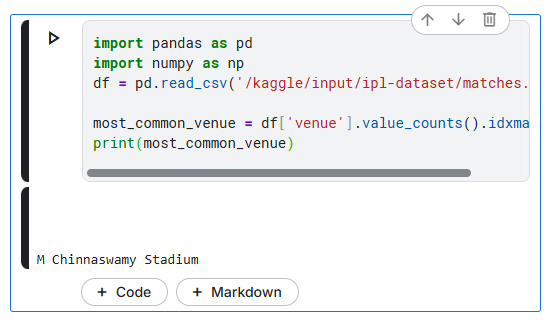 import pandas as pd
import numpy as np
df = pd.read_csv('/kaggle/input/ipl-dataset/matches.
most_common_venue = df['venue'].value_counts().idxma
print(most_common_venue)
M Chinnaswamy Stadium
+ Code + Markdown